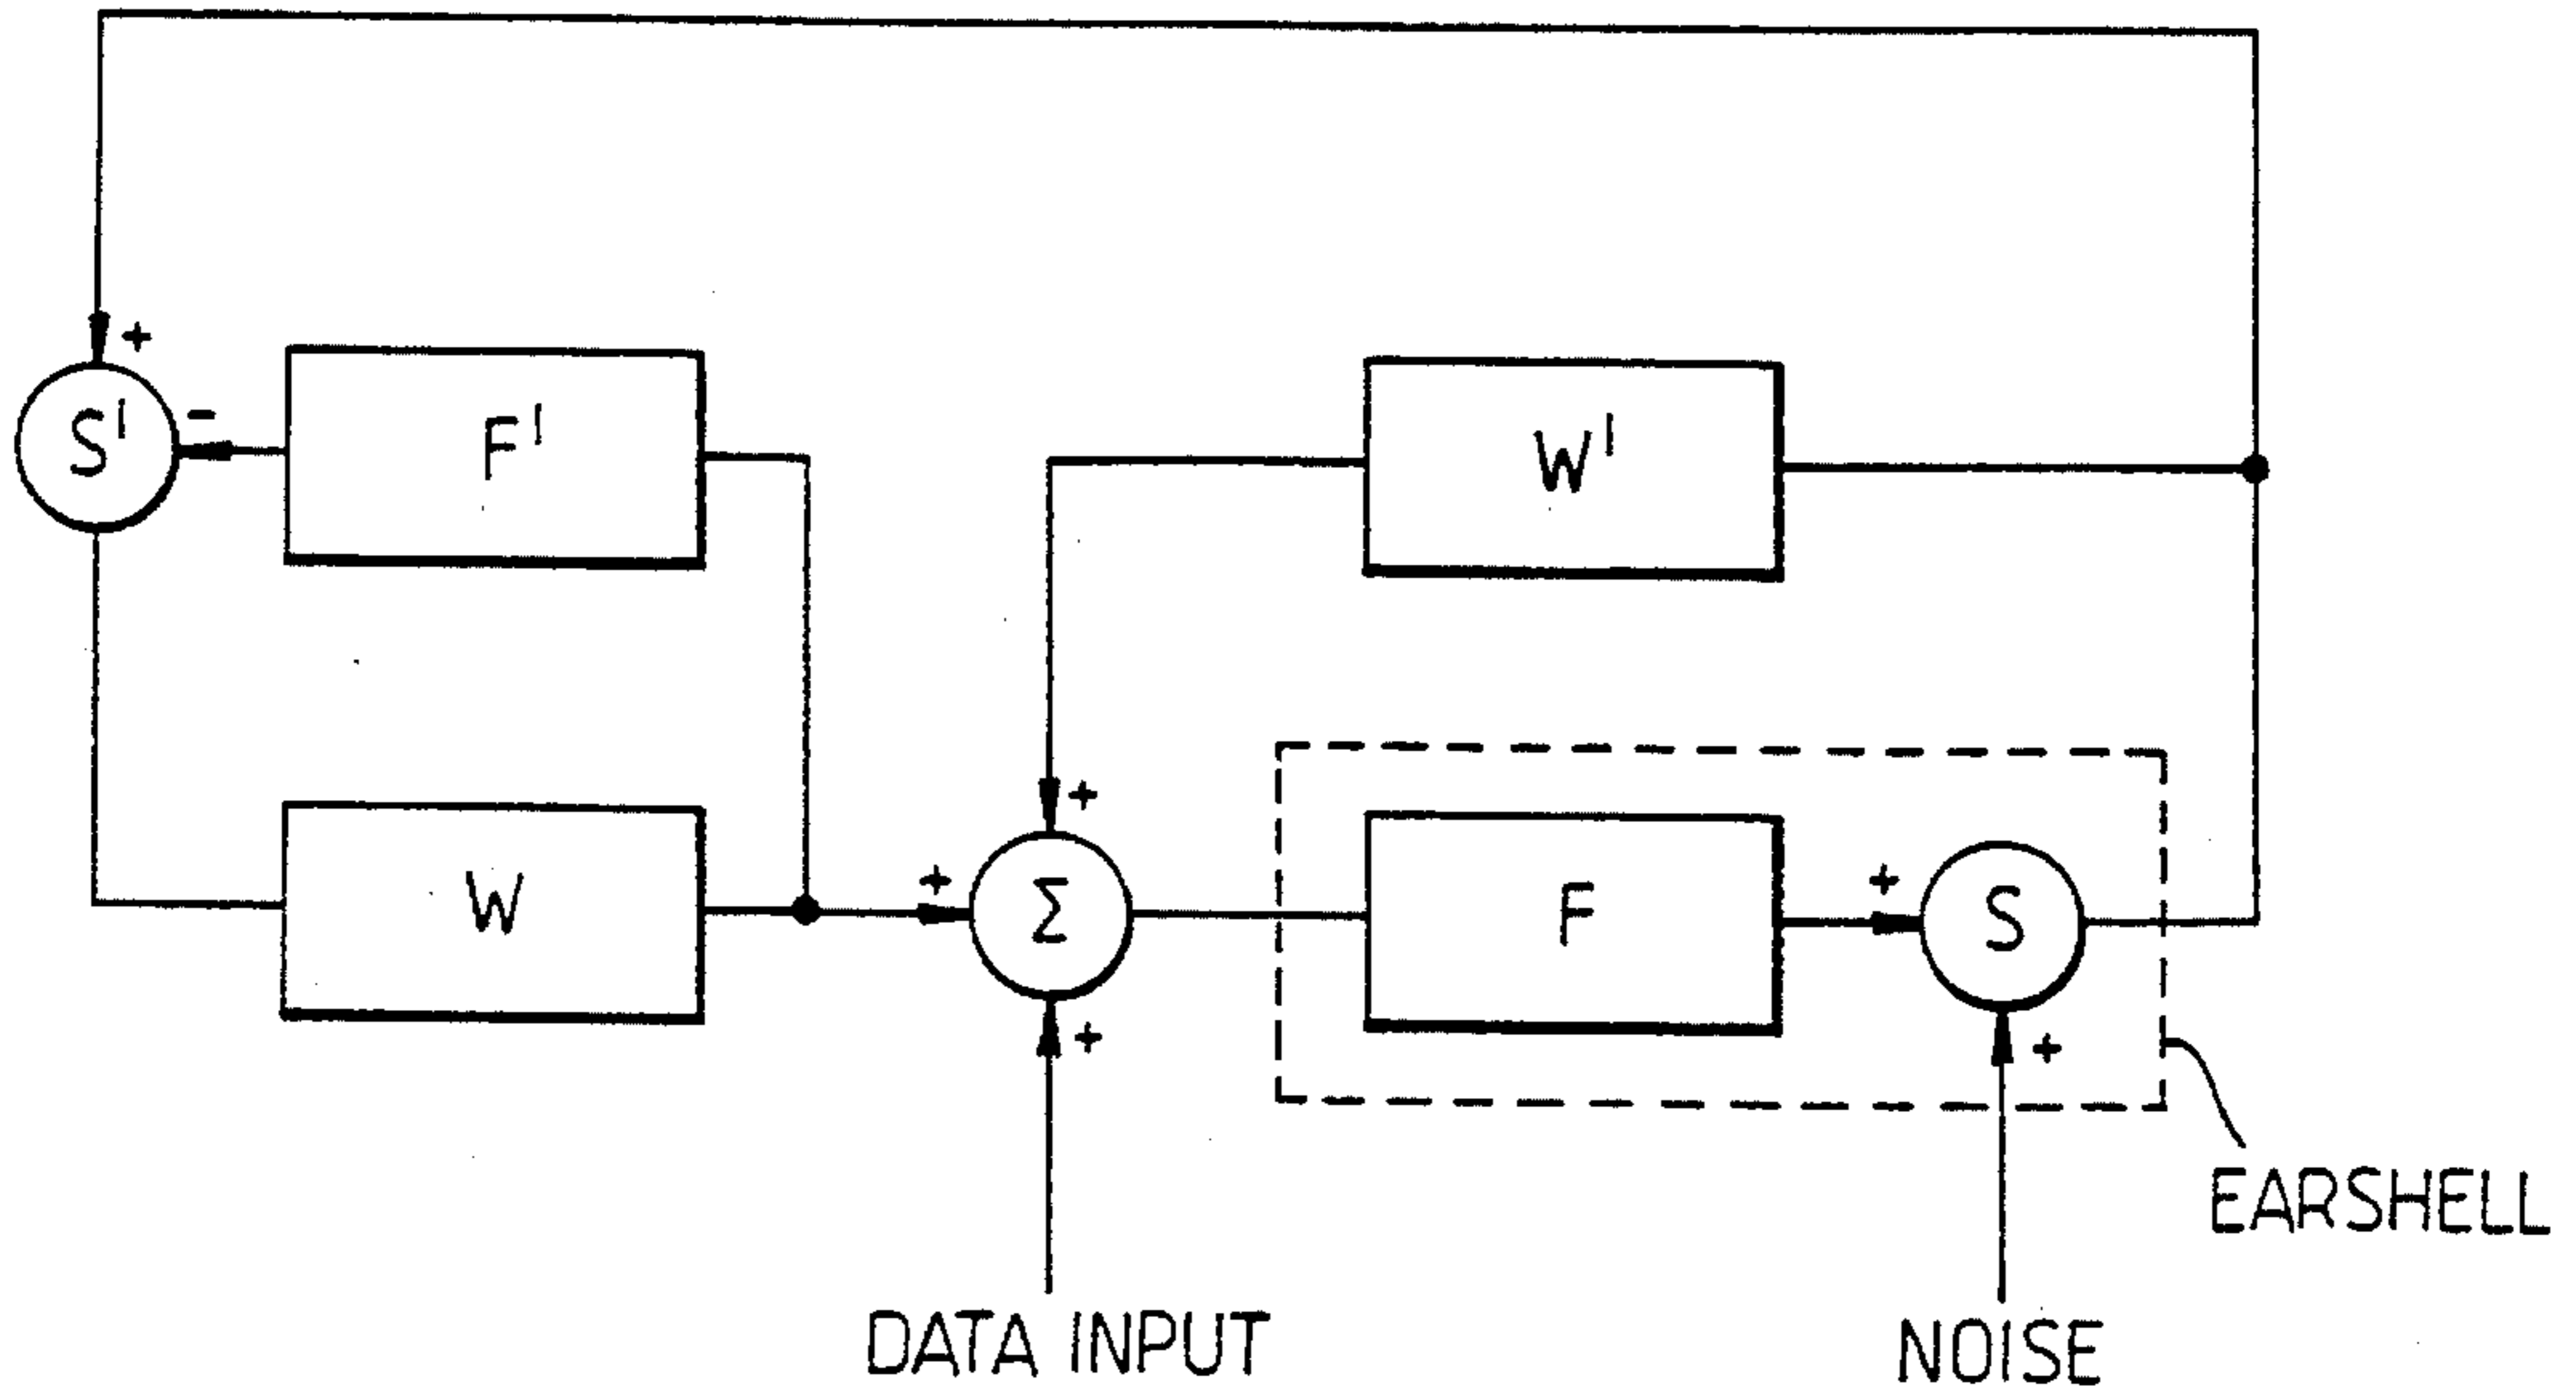 +
S'
-
F'
W'
+
W
+
Σ
+
F
+
S
+
EARSHELL
DATA INPUT
NOISE